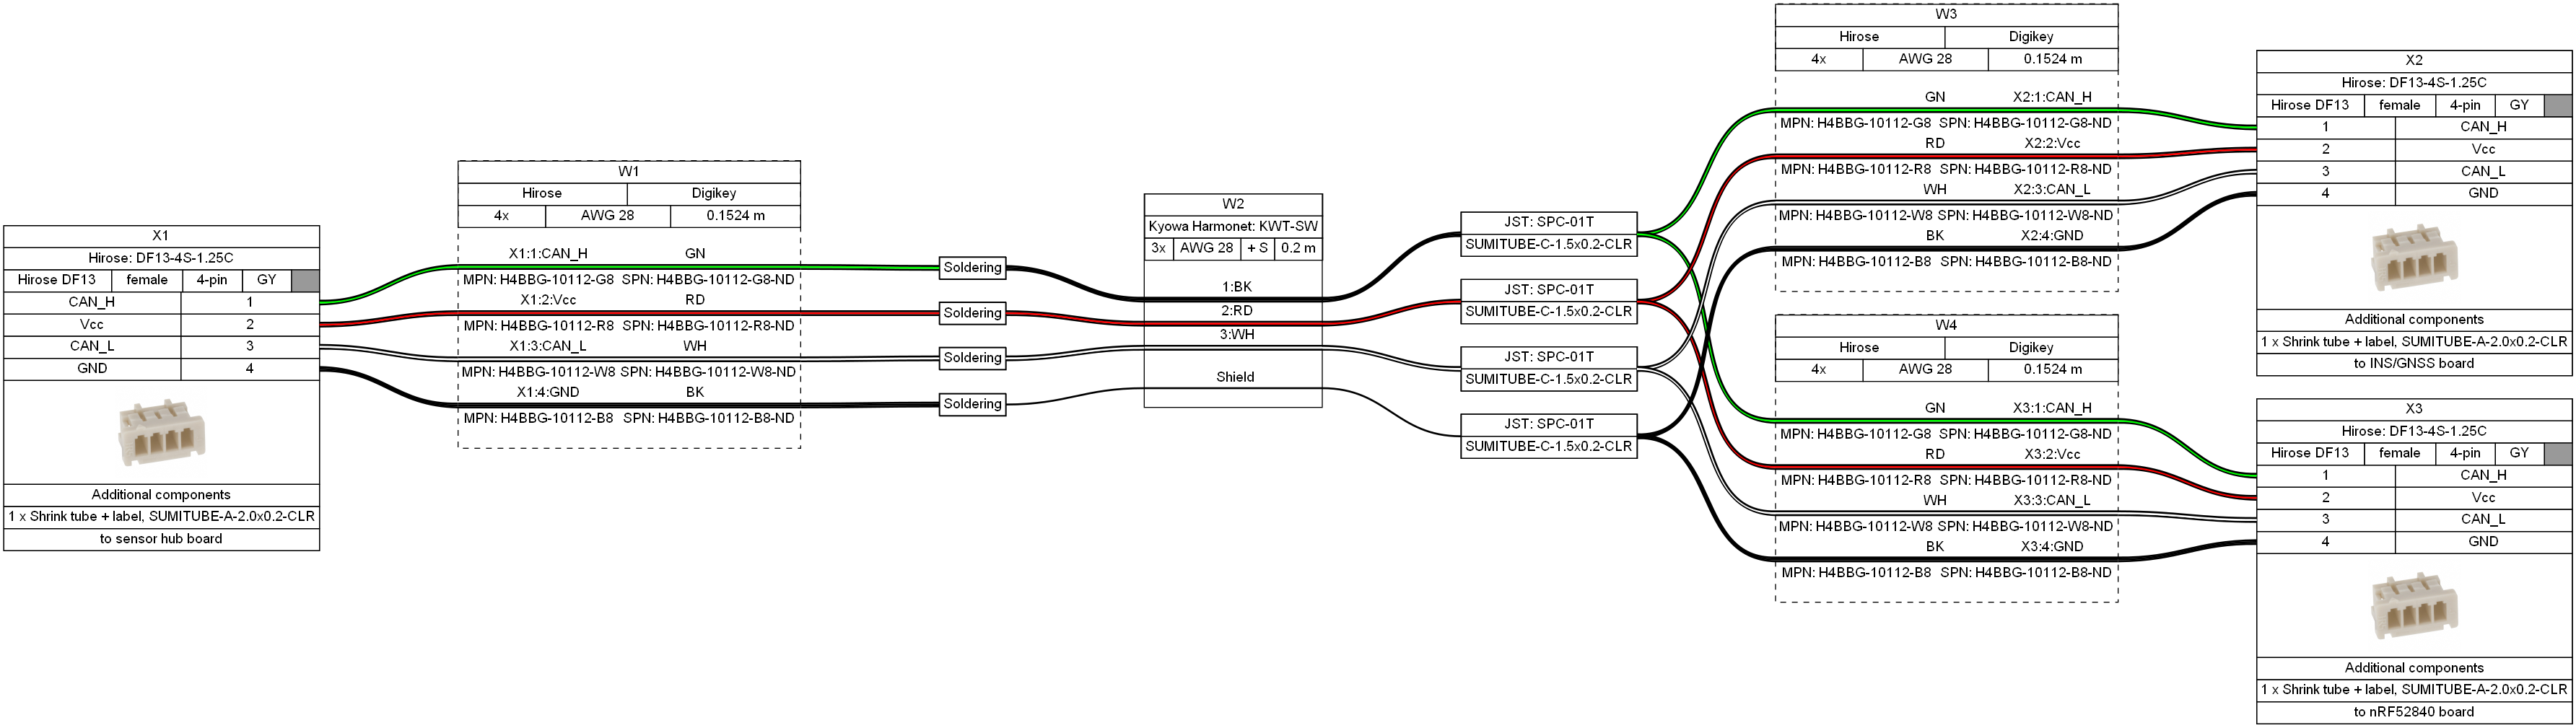 X1
Hirose: DF13-4S-1.25C
Hirose DF13 female 4-pin GY
CAN_H 1
Vcc 2
CAN_L 3
GND 4
Additional components
1 x Shrink tube + label, SUMITUBE-A-2.0x0.2-CLR
to sensor hub board
W1
Hirose Digikey
4x AWG 28 0.1524 m
X1:1:CAN_H GN
MPN: H4BBG-10112-G8 SPN: H4BBG-10112-G8-ND
X1:2:Vcc RD
MPN: H4BBG-10112-R8 SPN: H4BBG-10112-R8-ND
X1:3:CAN_L WH
MPN: H4BBG-10112-W8 SPN: H4BBG-10112-W8-ND
X1:4:GND BK
MPN: H4BBG-10112-B8 SPN: H4BBG-10112-B8-ND
Soldering
Soldering
Soldering
Soldering
W2
Kyowa Harmonet: KWT-SW
3x AWG 28 + S 0.2 m
1:BK
2:RD
3:WH
Shield
JST: SPC-01T
SUMITUBE-C-1.5x0.2-CLR
JST: SPC-01T
SUMITUBE-C-1.5x0.2-CLR
JST: SPC-01T
SUMITUBE-C-1.5x0.2-CLR
JST: SPC-01T
SUMITUBE-C-1.5x0.2-CLR
W3
Hirose Digikey
4x AWG 28 0.1524 m
GN X2:1:CAN_H
MPN: H4BBG-10112-G8 SPN: H4BBG-10112-G8-ND
RD X2:2:Vcc
MPN: H4BBG-10112-R8 SPN: H4BBG-10112-R8-ND
WH X2:3:CAN_L
MPN: H4BBG-10112-W8 SPN: H4BBG-10112-W8-ND
BK X2:4:GND
MPN: H4BBG-10112-B8 SPN: H4BBG-10112-B8-ND
W4
Hirose Digikey
4x AWG 28 0.1524 m
GN X3:1:CAN_H
MPN: H4BBG-10112-G8 SPN: H4BBG-10112-G8-ND
RD X3:2:Vcc
MPN: H4BBG-10112-R8 SPN: H4BBG-10112-R8-ND
WH X3:3:CAN_L
MPN: H4BBG-10112-W8 SPN: H4BBG-10112-W8-ND
BK X3:4:GND
MPN: H4BBG-10112-B8 SPN: H4BBG-10112-B8-ND
X2
Hirose: DF13-4S-1.25C
Hirose DF13 female 4-pin GY
1 CAN_H
2 Vcc
3 CAN_L
4 GND
Additional components
1 x Shrink tube + label, SUMITUBE-A-2.0x0.2-CLR
to INS/GNSS board
X3
Hirose: DF13-4S-1.25C
Hirose DF13 female 4-pin GY
1 CAN_H
2 Vcc
3 CAN_L
4 GND
Additional components
1 x Shrink tube + label, SUMITUBE-A-2.0x0.2-CLR
to nRF52840 board